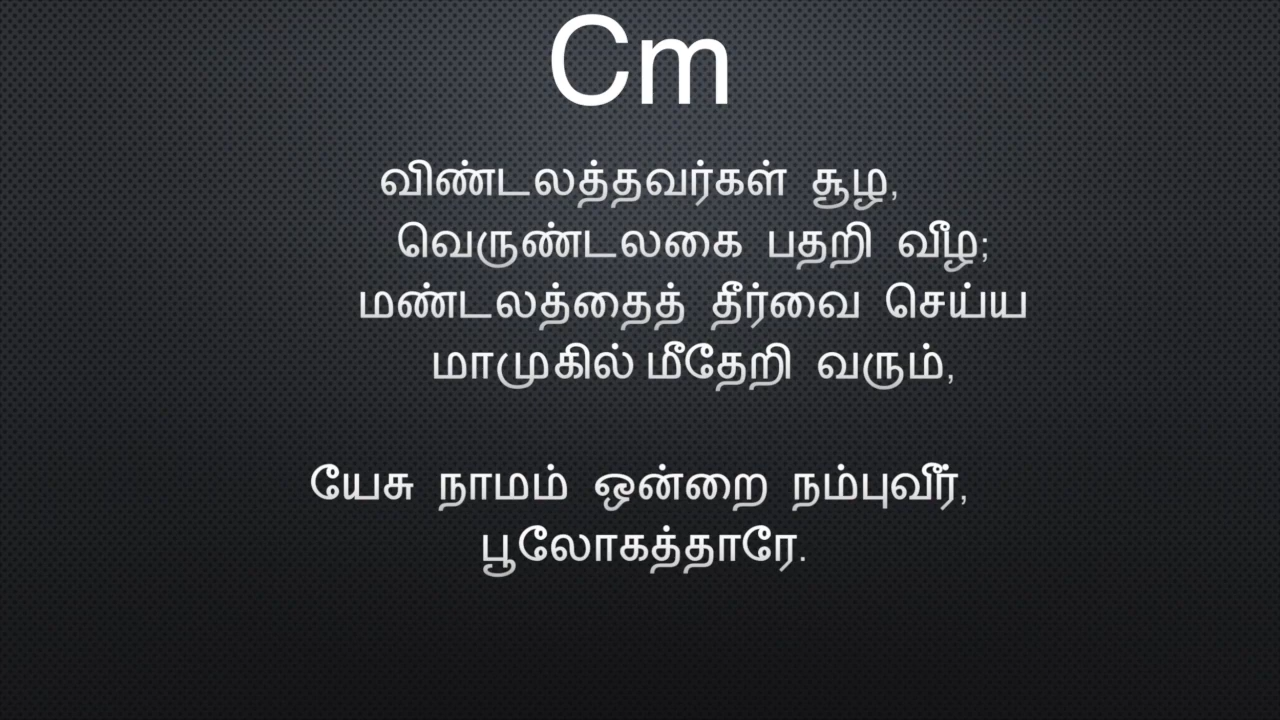 Cm
விண்டலத்தவர்கள் சூழ,
வெருண்டலகை பதறி வீழ;
மண்டலத்தைத் தீர்வை செய்ய
மாமுகில் மீதேறி வரும்,
யேசு நாமம் ஒன்றை நம்புவீர்,
பூலோகத்தாரே.